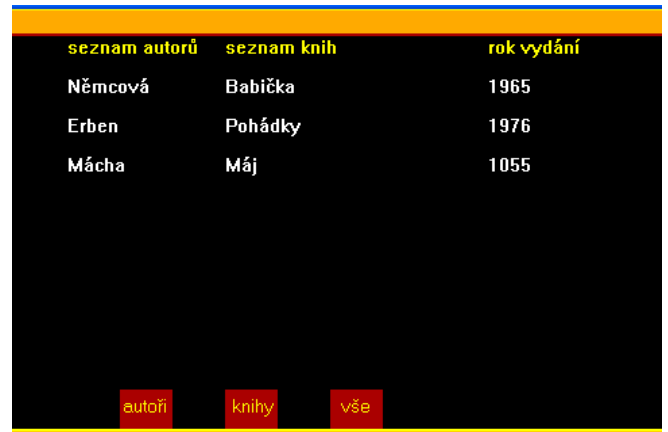 seznam autorů seznam knih rok vydání
Němcová Babička 1965
Erben Pohádky 1976
Mácha Máj 1055
autoři knihy vše